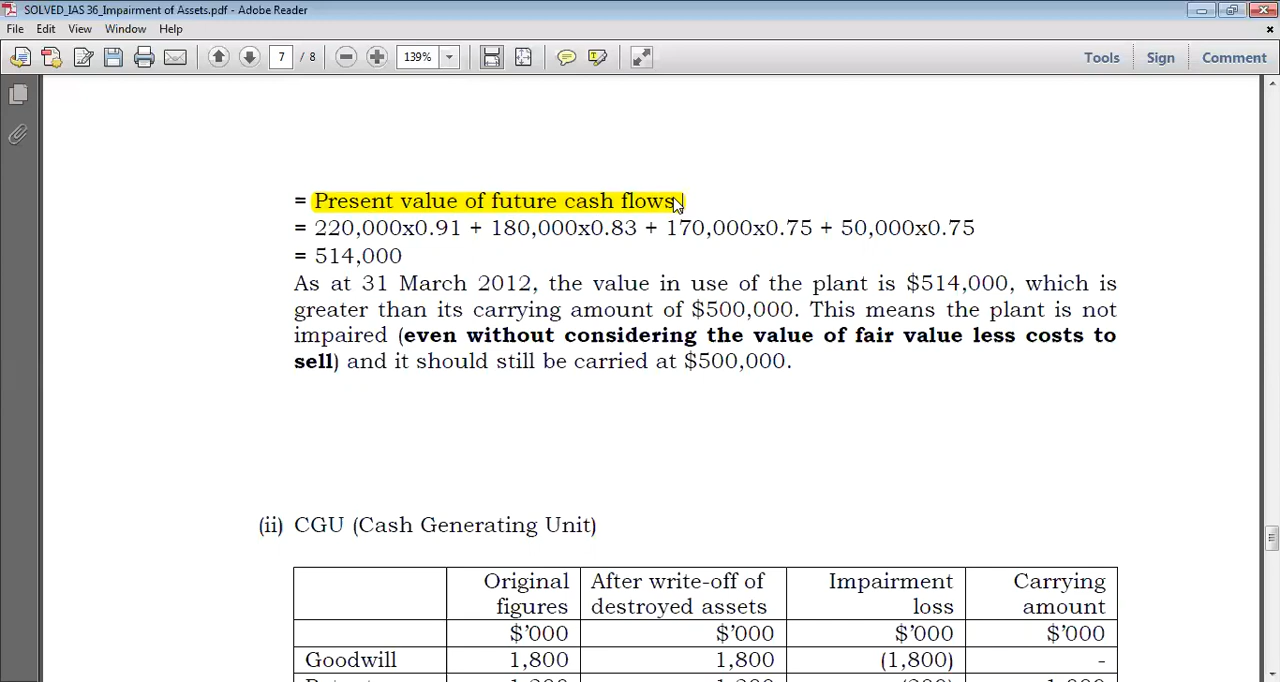 SOLVED_IAS 36_Impairment of Assets.pdf - Adobe Reader
File Edit View Window Help
7 / 8 139% Tools Sign Comment
= Present value of future cash flows
= 220,000x0.91 + 180,000x0.83 + 170,000x0.75 + 50,000x0.75
= 514,000
As at 31 March 2012, the value in use of the plant is $514,000, which is
greater than its carrying amount of $500,000. This means the plant is not
impaired (even without considering the value of fair value less costs to
sell) and it should still be carried at $500,000.
(ii) CGU (Cash Generating Unit)
Original After write-off of Impairment Carrying
figures destroyed assets loss amount
$'000 $'000 $'000 $'000
Goodwill 1,800 1,800 (1,800) -